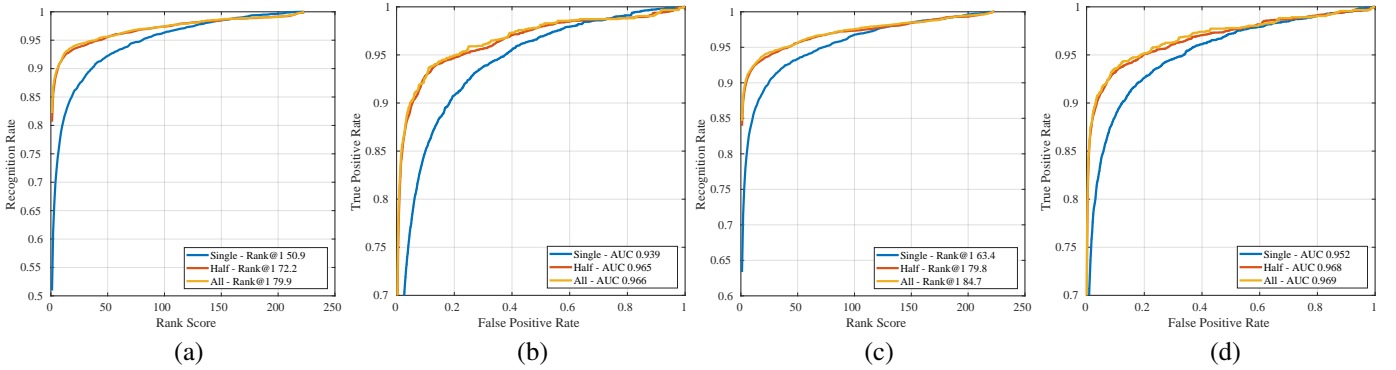 1
0.95
0.9
0.85
0.8
0.75
0.7
0.65
0.6
0.55
0.5
0
50
100
150
200
250
Recognition Rate
Rank Score
Single - Rank@1 50.9
Half - Rank@1 72.2
All - Rank@1 79.9
(a)
1
0.95
0.9
0.85
0.8
0.75
0.7
0
0.2
0.4
0.6
0.8
1
True Positive Rate
False Positive Rate
Single - AUC 0.939
Half - AUC 0.965
All - AUC 0.966
(b)
1
0.95
0.9
0.85
0.8
0.75
0.7
0.65
0.6
0
50
100
150
200
250
Recognition Rate
Rank Score
Single - Rank@1 63.4
Half - Rank@1 79.8
All - Rank@1 84.7
(c)
1
0.95
0.9
0.85
0.8
0.75
0.7
0
0.2
0.4
0.6
0.8
1
True Positive Rate
False Positive Rate
Single - AUC 0.952
Half - AUC 0.968
All - AUC 0.969
(d)